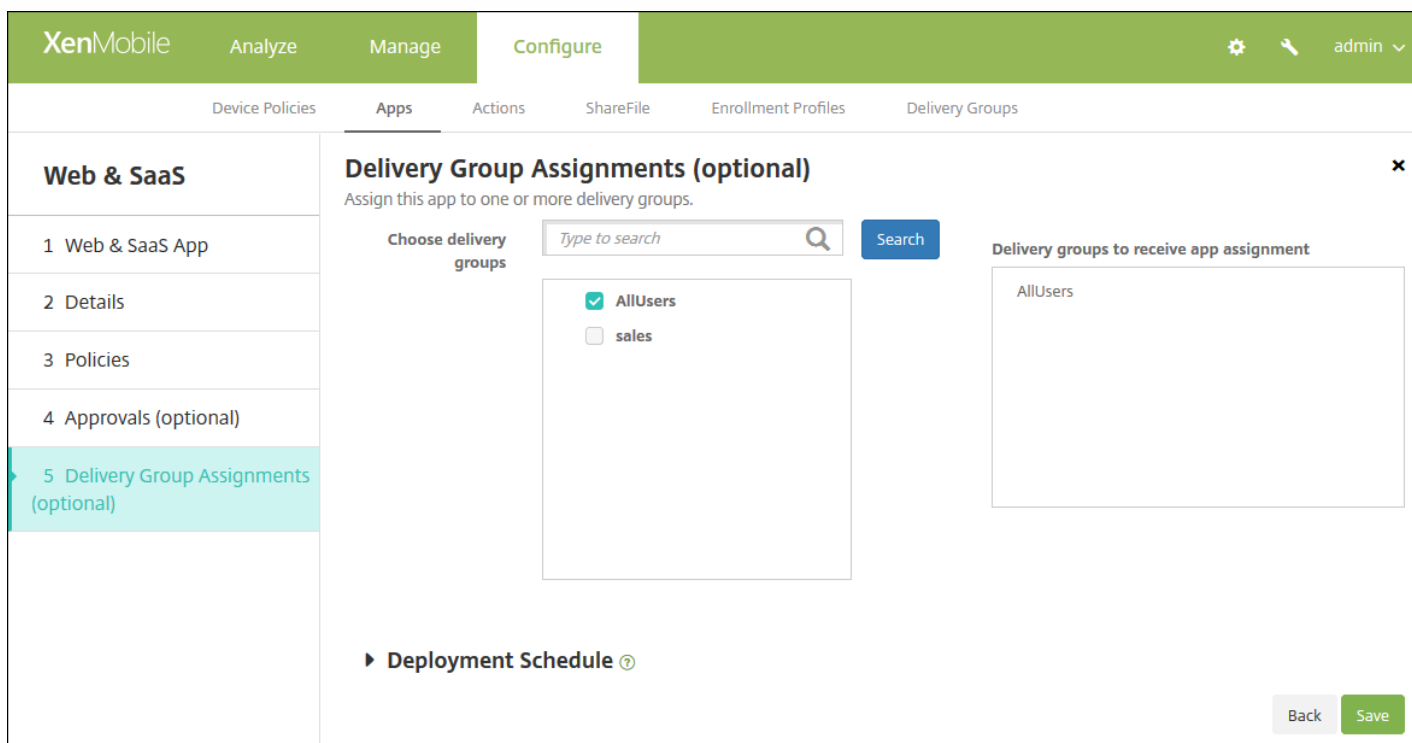 XenMobile Analyze Manage Configure admin
Device Policies Apps Actions ShareFile Enrollment Profiles Delivery Groups
Web & SaaS
1 Web & SaaS App
2 Details
3 Policies
4 Approvals (optional)
5 Delivery Group Assignments
(optional)
Delivery Group Assignments (optional)
Assign this app to one or more delivery groups.
Choose delivery
groups
Type to search
Search
AllUsers
sales
Delivery groups to receive app assignment
AllUsers
Deployment Schedule ?
Back Save